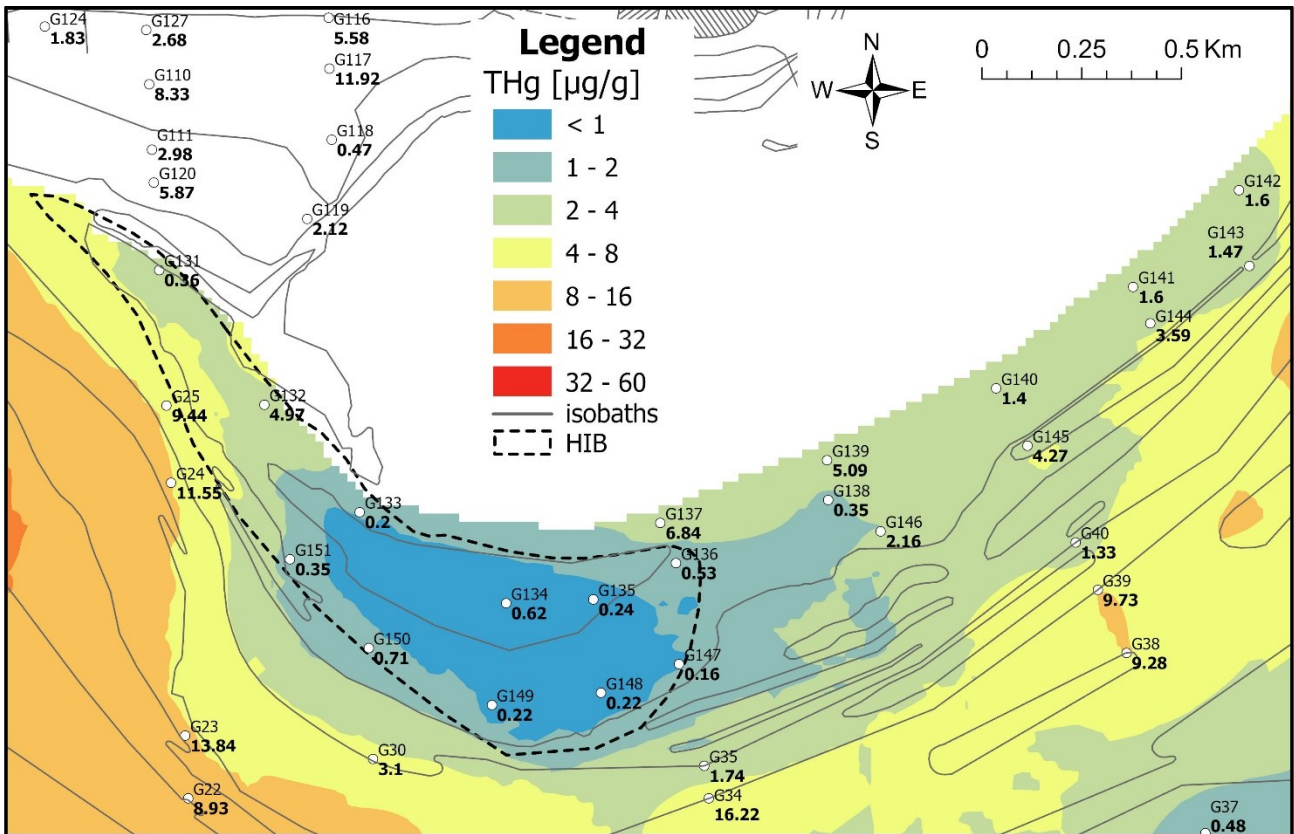 G124
1.83
G127
2.68
G116
5.58
G117
11.92
G110
8.33
G118
0.47
G111
2.98
G120
5.87
G119
2.12
Legend
THg [µg/g]
< 1
1 - 2
2 - 4
4 - 8
8 - 16
16 - 32
32 - 60
isobaths
HIB
N
W
E
S
0
0.25
0.5 Km
G142
1.6
G143
1.47
G141
1.6
G144
3.59
G131
0.36
G140
1.4
G25
9.44
G132
4.97
G145
4.27
G139
5.09
G24
11.55
G138
0.35
G133
0.2
G137
6.84
G146
2.16
G40
1.33
G151
0.35
G136
0.53
G39
9.73
G134
0.62
G135
0.24
G150
0.71
G147
0.16
G38
9.28
G149
0.22
G148
0.22
G23
13.84
G30
3.1
G35
1.74
G22
8.93
G34
16.22
G37
0.48